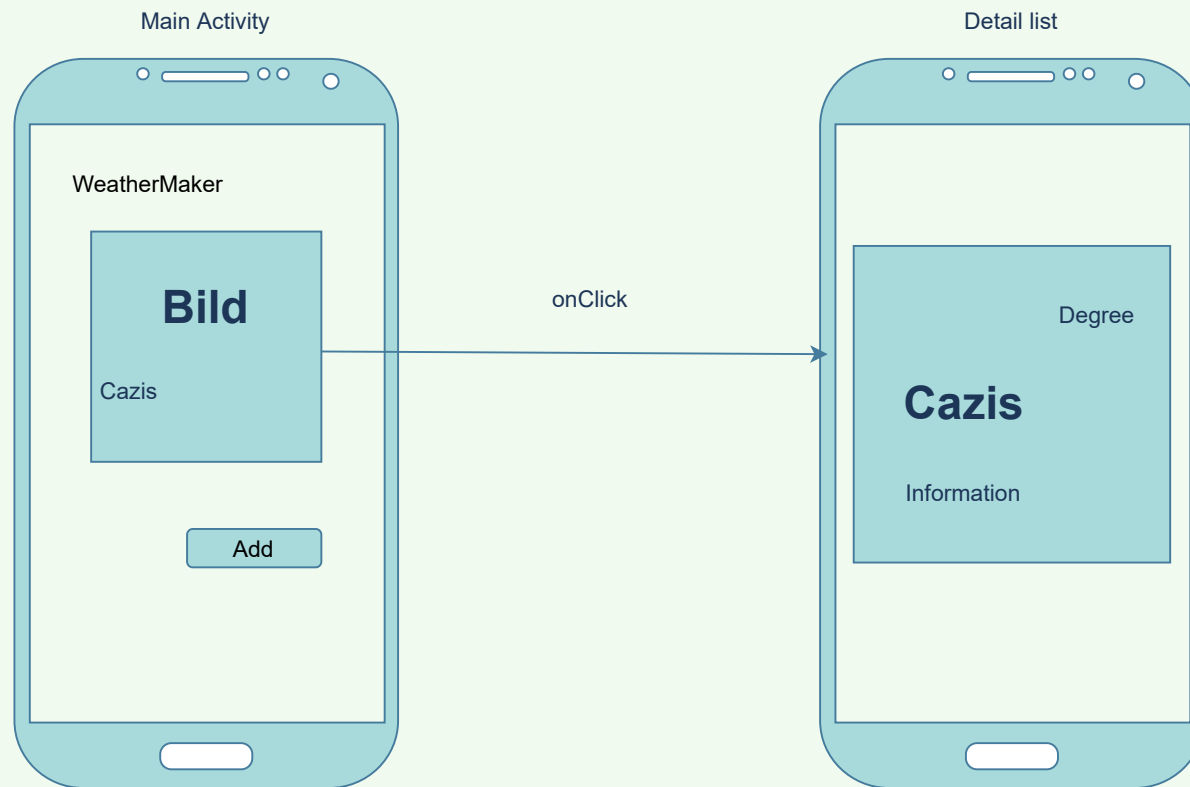 Main Activity
WeatherMaker
Bild
Cazis
Add
onClick
Detail list
Degree
Cazis
Information